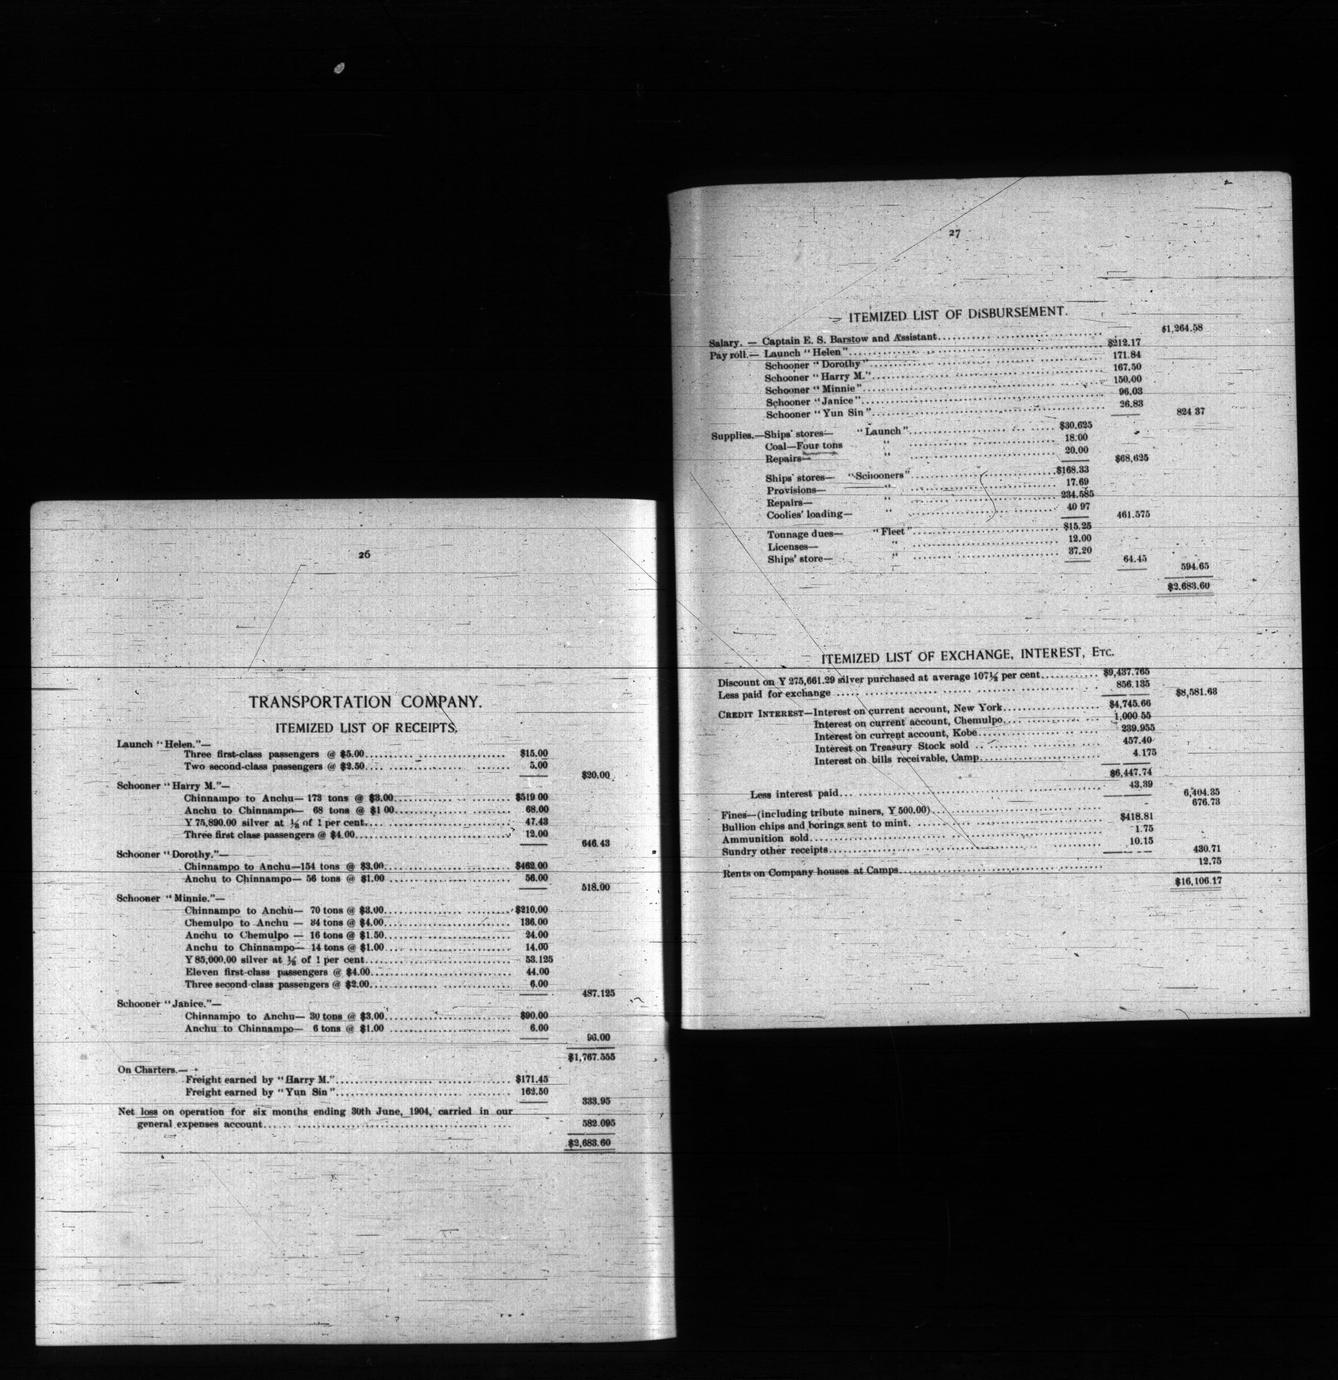 26
TRANSPORTATION COMPANY.
ITEMIZED LIST OF RECEIPTS.
Launch "Helen."—
Three first-class passengers @ $5.00 $15.00
Two second-class passengers @ $2.50 5.00
$20.00
Schooner "Harry M."—
Chinnampo to Anchu— 173 tons @ $3.00 $519 00
Anchu to Chinnampo— 68 tons @ $1 00 68.00
Y 75,890.00 silver at 1/16 of 1 per cent 47.43
Three first class passengers @ $4.00 12.00
646.43
Schooner "Dorothy."—
Chinnampo to Anchu—154 tons @ $3.00 $462.00
Anchu to Chinnampo— 56 tons @ $1.00 56.00
518.00
Schooner "Minnie."—
Chinnampo to Anchu— 70 tons @ $3.00 $210.00
Chemulpo to Anchu — 34 tons @ $4.00 136.00
Anchu to Chemulpo — 16 tons @ $1.50 24.00
Anchu to Chinnampo— 14 tons @ $1.00 14.00
Y 85,000.00 silver at 1/16 of 1 per cent 53.125
Eleven first-class passengers @ $4.00 44.00
Three second-class passengers @ $2.00 6.00
487.125
Schooner "Janice."—
Chinnampo to Anchu— 30 tons @ $3.00 $90.00
Anchu to Chinnampo— 6 tons @ $1.00 6.00
96.00
$1,767.555
On Charters.—
Freight earned by "Harry M." $171.45
Freight earned by "Yun Sin" 162.50
333.95
Net loss on operation for six months ending 30th June, 1904, carried in our
general expenses account 582.095
$2,683.60
27
ITEMIZED LIST OF DISBURSEMENT.
Salary. — Captain E. S. Barstow and Assistant $1,264.58
Pay roll.— Launch "Helen" $212.17
Schooner "Dorothy" 171.84
Schooner "Harry M." 167.50
Schooner "Minnie" 150.00
Schooner "Janice" 96.03
Schooner "Yun Sin" 26.83
824 37
Supplies.—Ships' stores— "Launch" $30.625
Coal—Four tons " 18.00
Repairs— " 20.00
$68,625
Ships' stores— "Schooners" $168.33
Provisions— " 17.69
Repairs— " 234.585
Coolies' loading— " 40 97
461.575
Tonnage dues— "Fleet" $15.25
Licenses— " 12.00
Ships' store— " 37.20
64.45
594.65
$2.683.60
ITEMIZED LIST OF EXCHANGE, INTEREST, ETC.
Discount on Y 275,661.29 silver purchased at average 107½ per cent $9,437.765
Less paid for exchange 856.135
$8,581.63
CREDIT INTEREST—Interest on current account, New York $4,745.66
Interest on current account, Chemulpo 1,000 55
Interest on current account, Kobe 239.955
Interest on Treasury Stock sold 457.40
Interest on bills receivable, Camp 4.175
$6,447.74
Less interest paid 43.39
6,404.35
Fines—(including tribute miners, Y 500.00) 676.73
Bullion chips and borings sent to mint $418.81
Ammunition sold 1.75
Sundry other receipts 10.15
430.71
Rents on Company houses at Camps 12.75
$16,106.17